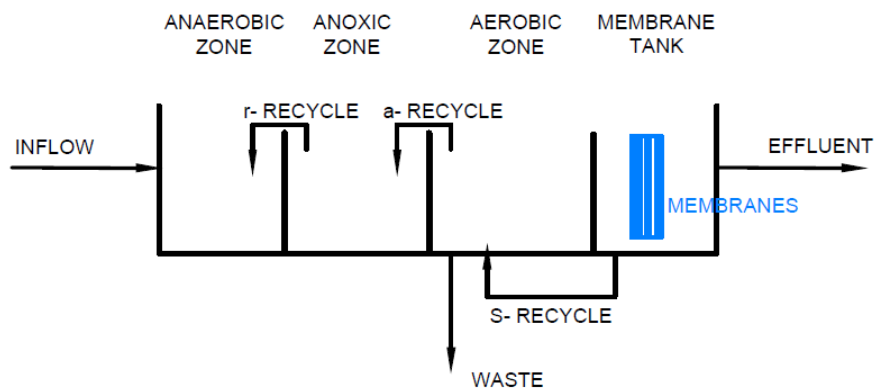 ANAEROBIC
ZONE
ANOXIC
ZONE
AEROBIC
ZONE
MEMBRANE
TANK
r- RECYCLE
a- RECYCLE
INFLOW
EFFLUENT
MEMBRANES
S- RECYCLE
WASTE